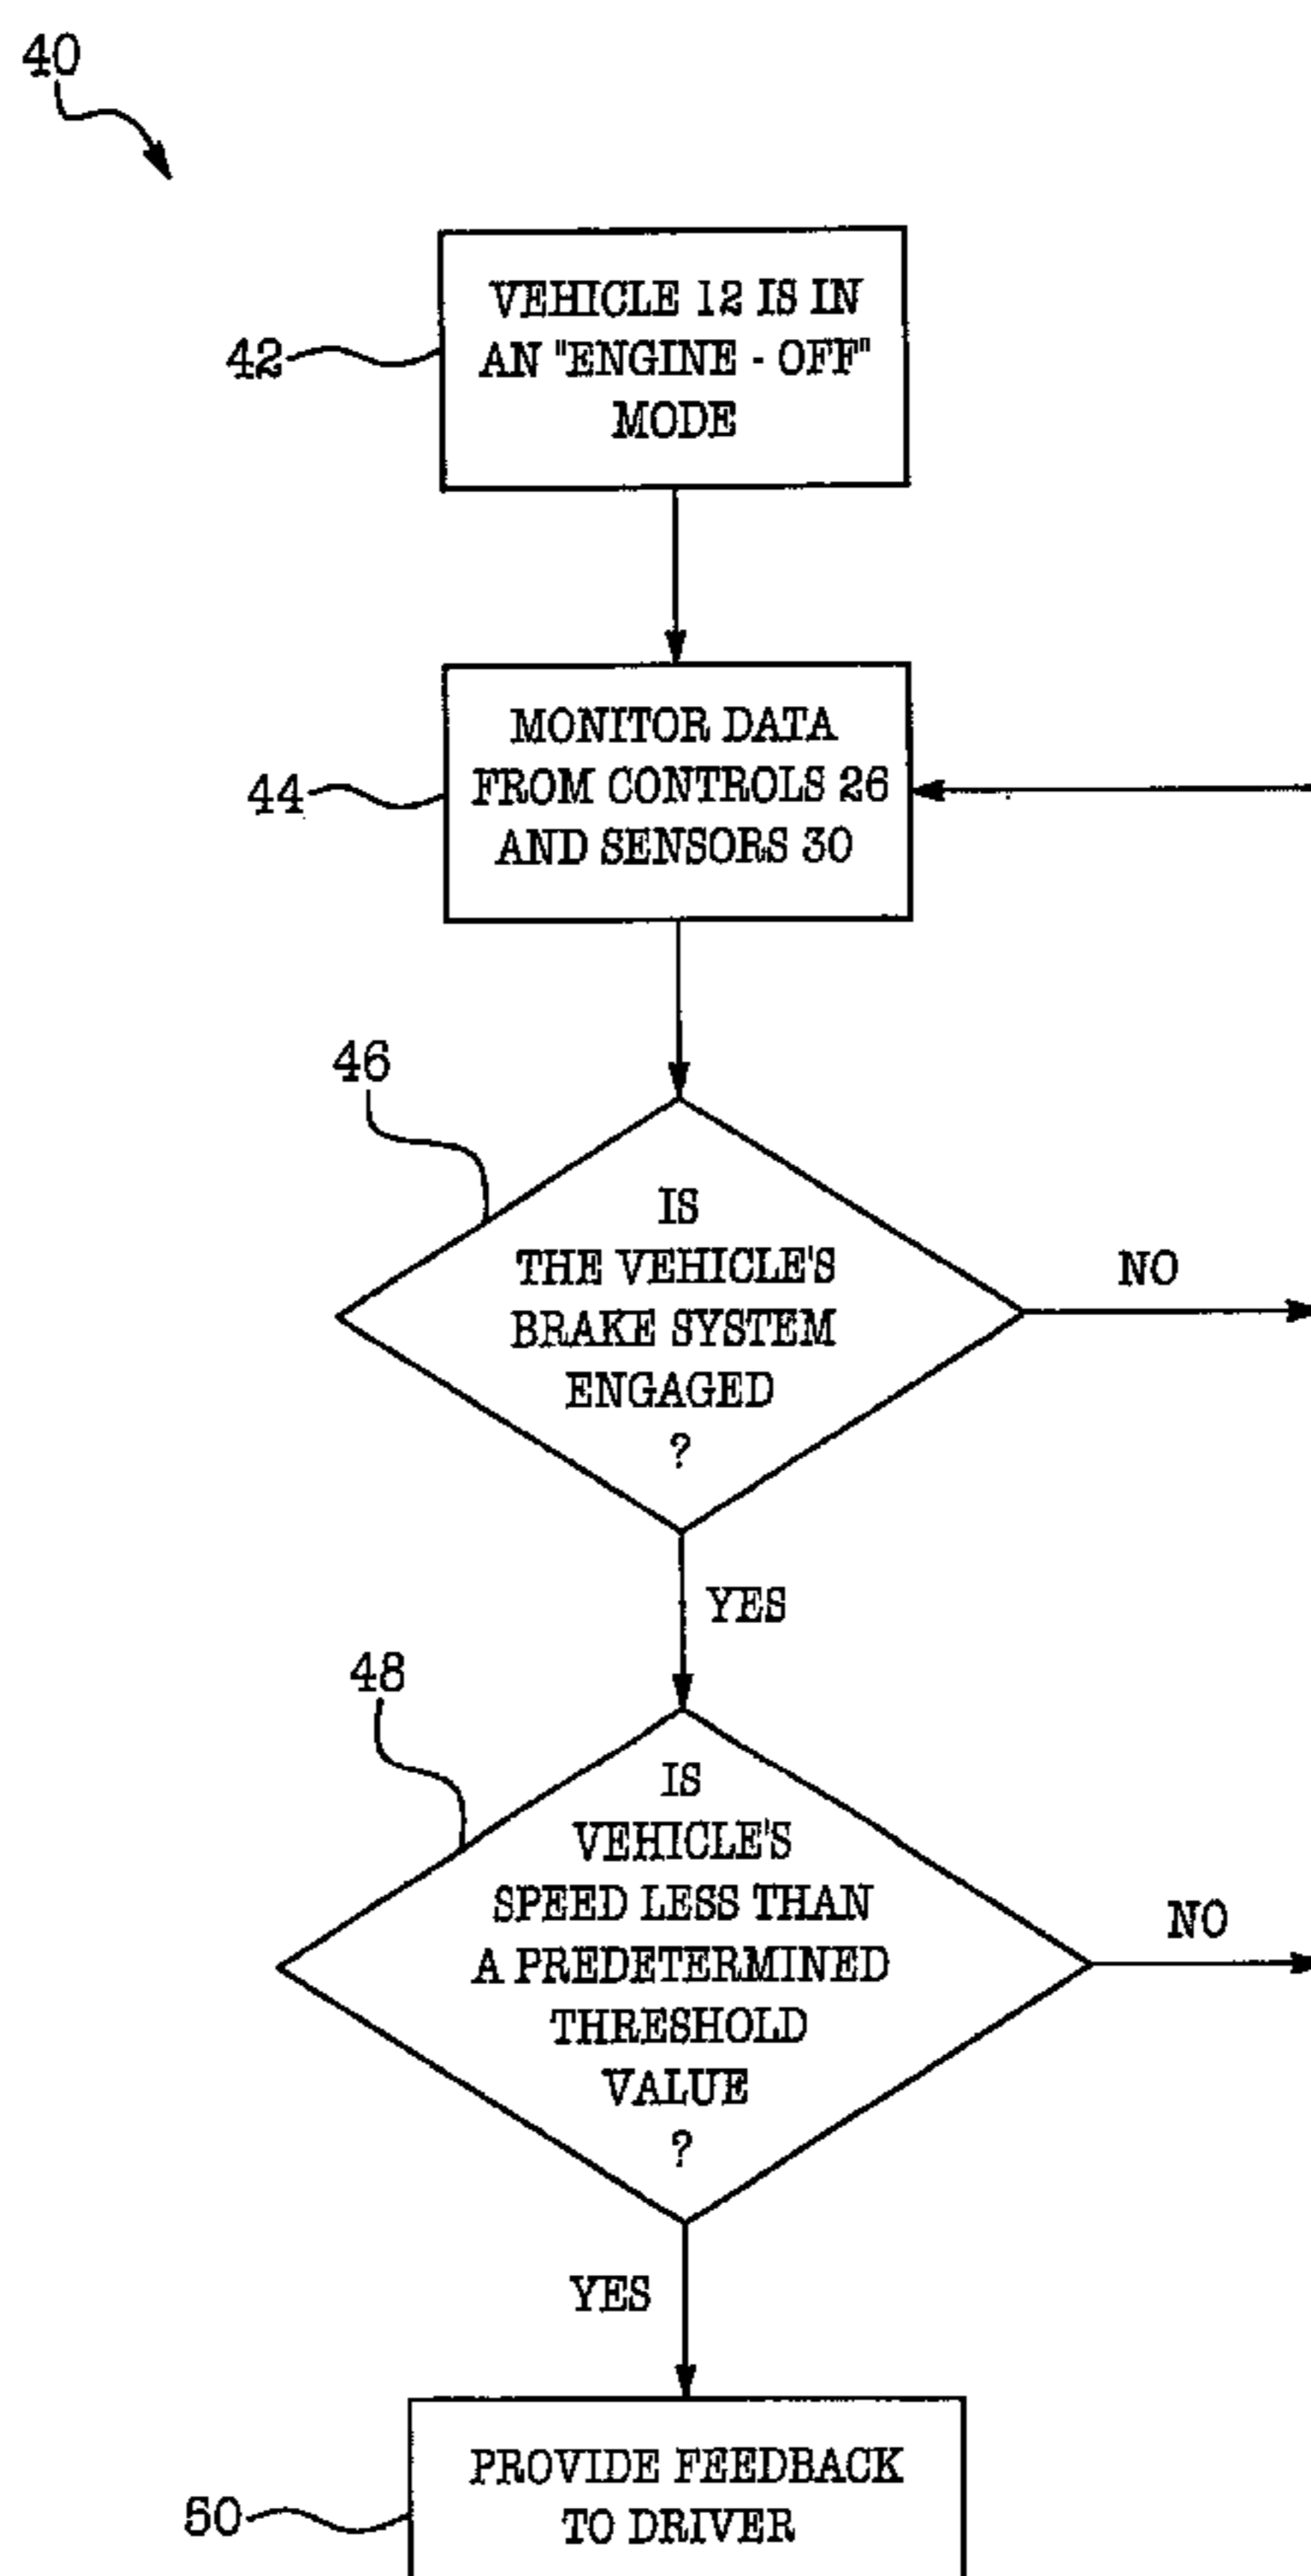 40
VEHICLE 12 IS IN
AN "ENGINE - OFF"
MODE
42
MONITOR DATA
FROM CONTROLS 26
AND SENSORS 30
44
46
IS
THE VEHICLE'S
BRAKE SYSTEM
ENGAGED
?
NO
YES
48
IS
VEHICLE'S
SPEED LESS THAN
A PREDETERMINED
THRESHOLD
VALUE
?
NO
YES
PROVIDE FEEDBACK
TO DRIVER
50